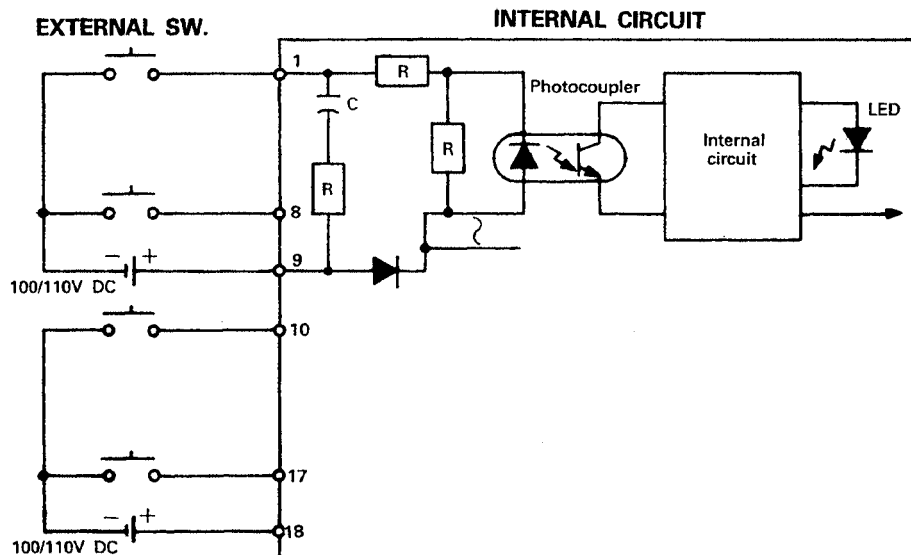 EXTERNAL SW.
INTERNAL CIRCUIT
1
R
C
R
R
Photocoupler
Internal
circuit
LED
8
- +
9
100/110V DC
10
17
- +
18
100/110V DC